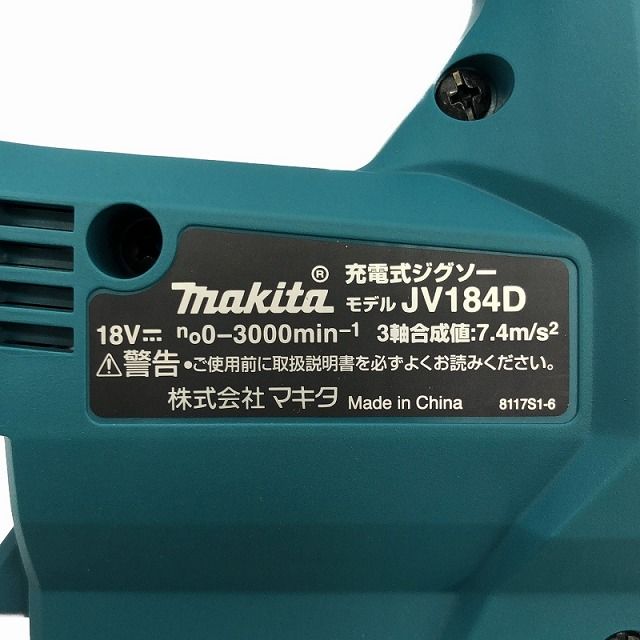 makita® 充電式ジグソー
モデル JV184D
18V⎓ n₀0-3000min⁻¹ 3軸合成値:7.4m/s²
⚠警告 •ご使用前に取扱説明書を必ずよくお読みください。
株式会社 マキタ Made in China 8117S1-6